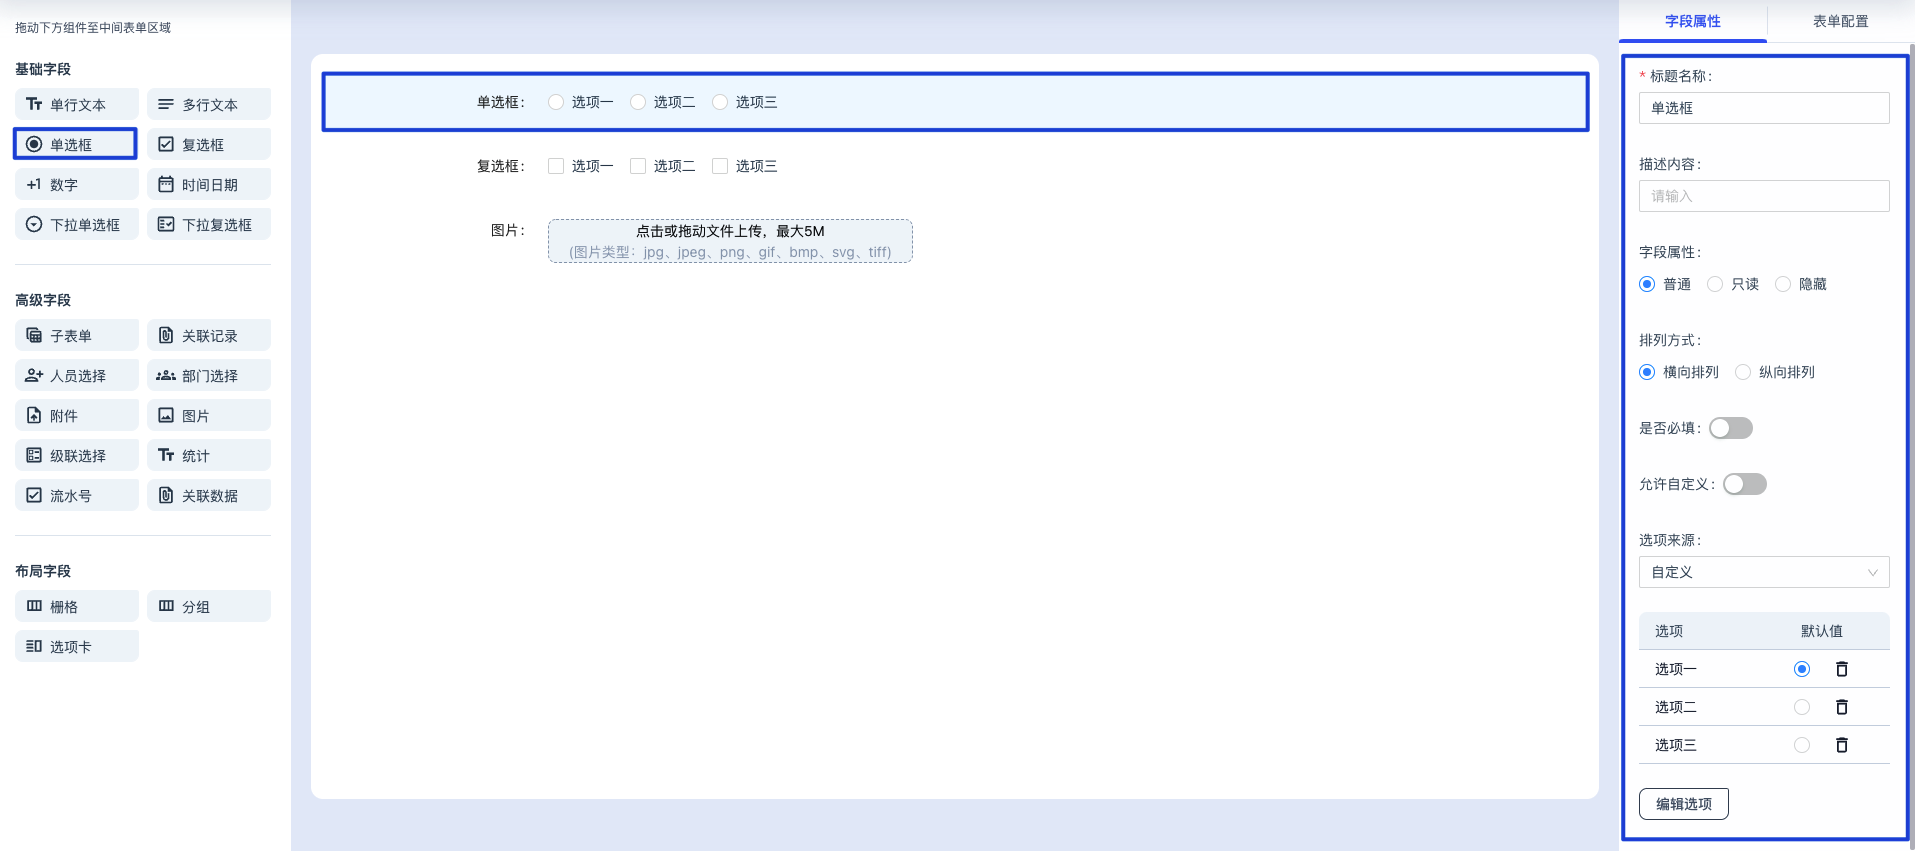 拖动下方组件至中间表单区域
基础字段
单行文本
多行文本
单选框
复选框
+1 数字
时间日期
下拉单选框
下拉复选框
高级字段
子表单
关联记录
人员选择
部门选择
附件
图片
级联选择
统计
流水号
关联数据
布局字段
栅格
分组
选项卡
单选框： 选项一 选项二 选项三
复选框： 选项一 选项二 选项三
图片：
点击或拖动文件上传，最大5M
(图片类型：jpg、jpeg、png、gif、bmp、svg、tiff)
字段属性
表单配置
* 标题名称：
单选框
描述内容：
请输入
字段属性：
普通 只读 隐藏
排列方式：
横向排列 纵向排列
是否必填：
允许自定义：
选项来源：
自定义
选项 默认值
选项一
选项二
选项三
编辑选项